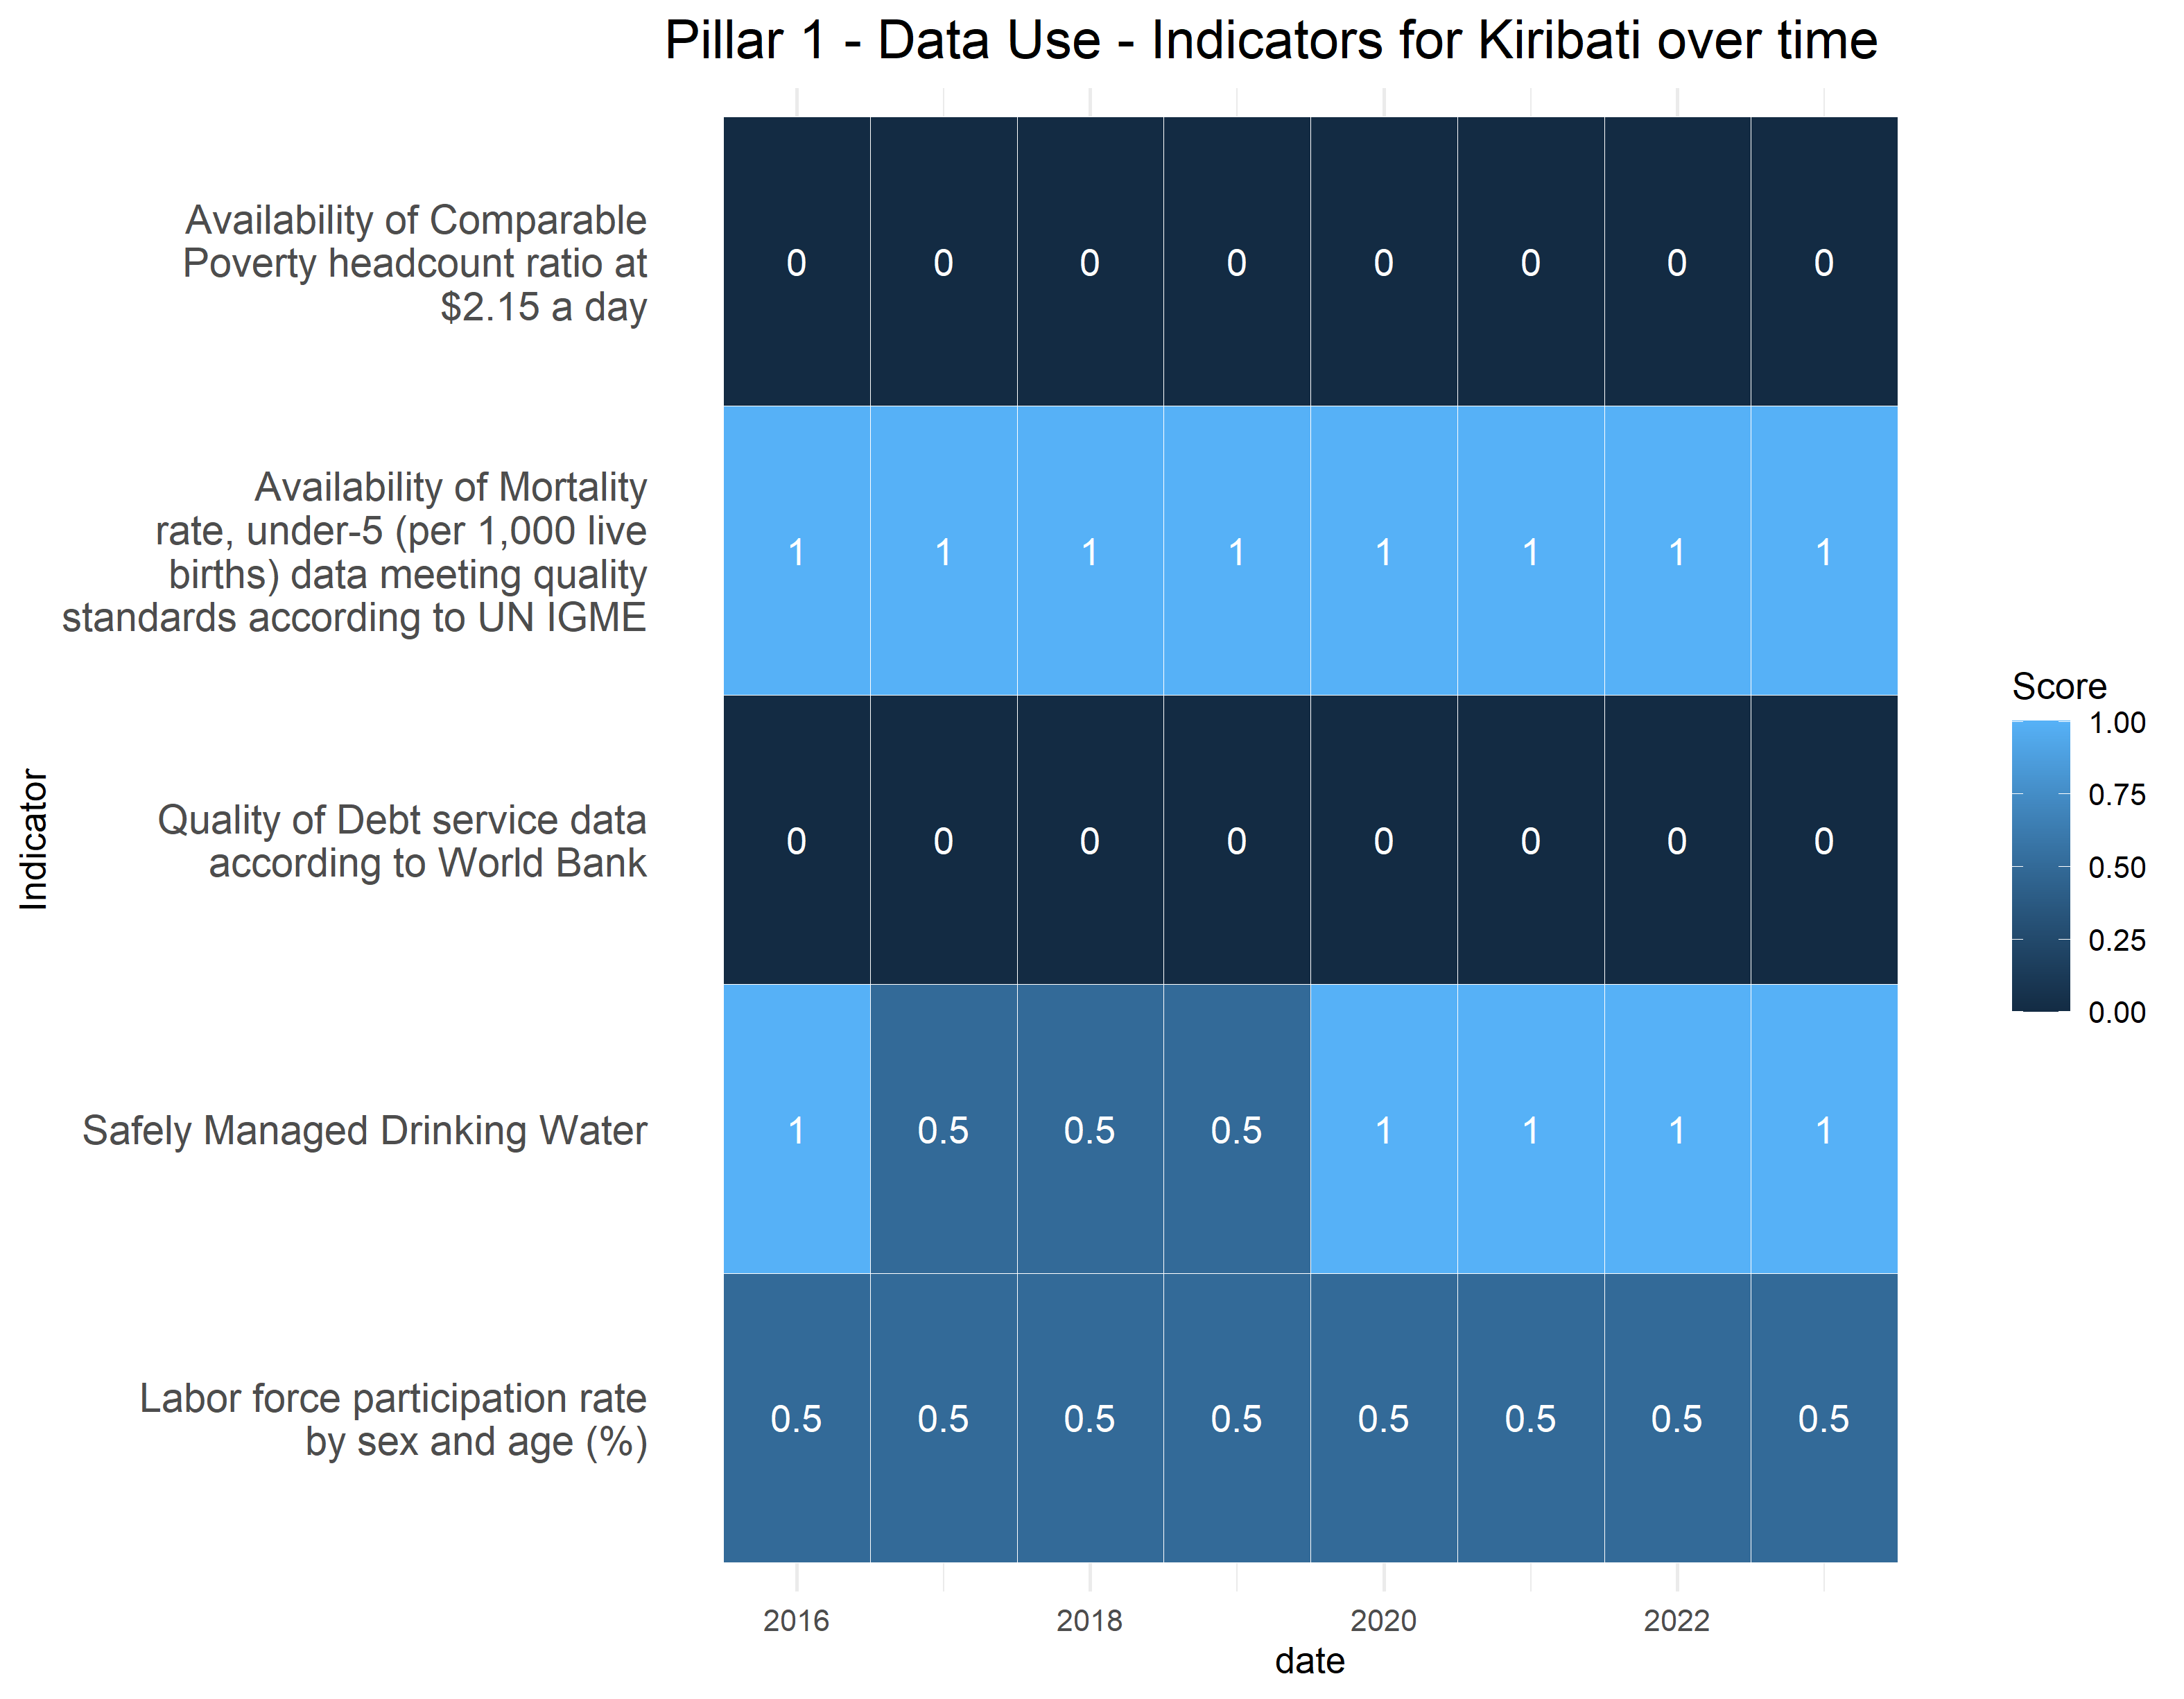 Pillar 1 - Data Use - Indicators for Kiribati over time
Availability of Comparable
Poverty headcount ratio at
$2.15 a day
0 0 0 0 0 0 0 0
Availability of Mortality
rate, under-5 (per 1,000 live
births) data meeting quality
standards according to UN IGME
1 1 1 1 1 1 1 1
Quality of Debt service data
according to World Bank
0 0 0 0 0 0 0 0
Safely Managed Drinking Water
1 0.5 0.5 0.5 1 1 1 1
Labor force participation rate
by sex and age (%)
0.5 0.5 0.5 0.5 0.5 0.5 0.5 0.5
Indicator
2016 2018 2020 2022
date
Score
1.00
0.75
0.50
0.25
0.00